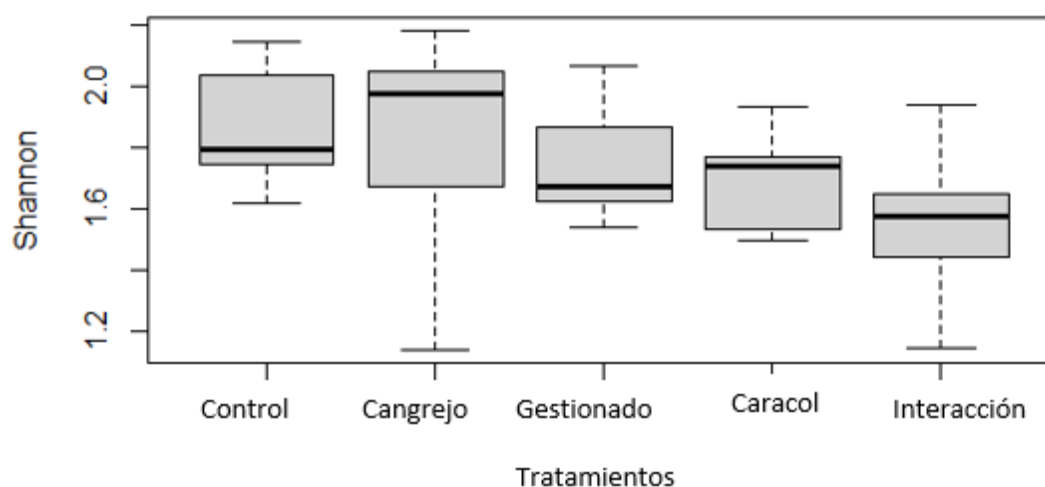 Shannon
2.0
1.6
1.2
Control Cangrejo Gestionado Caracol Interacción
Tratamientos